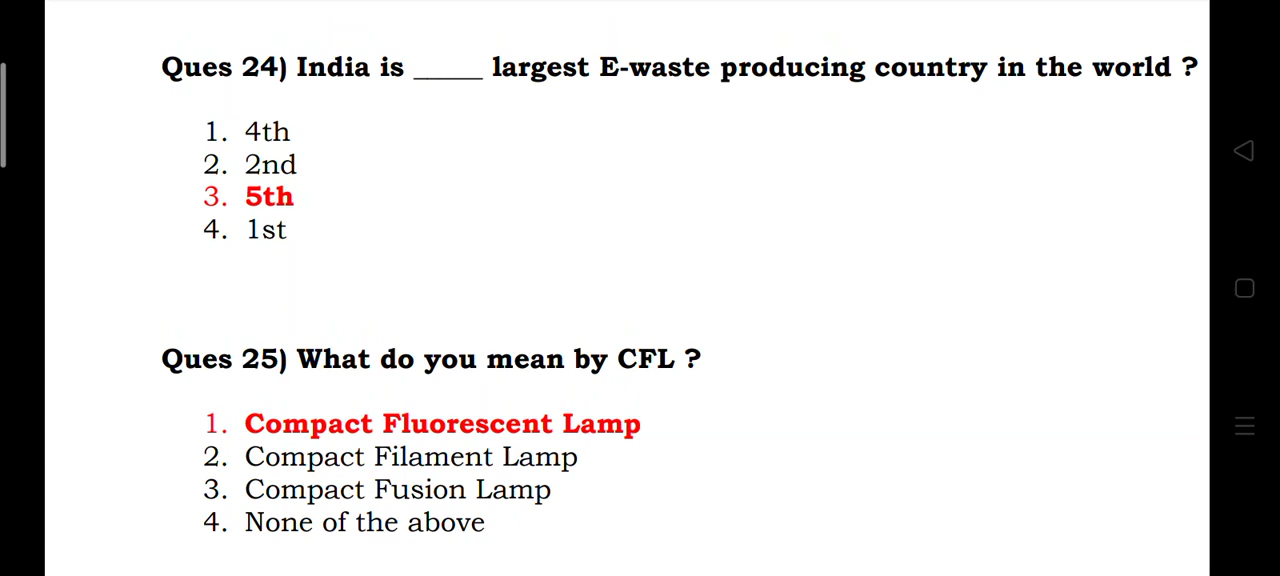 Ques 24) India is _____ largest E-waste producing country in the world ?
1. 4th
2. 2nd
3. 5th
4. 1st
Ques 25) What do you mean by CFL ?
1. Compact Fluorescent Lamp
2. Compact Filament Lamp
3. Compact Fusion Lamp
4. None of the above